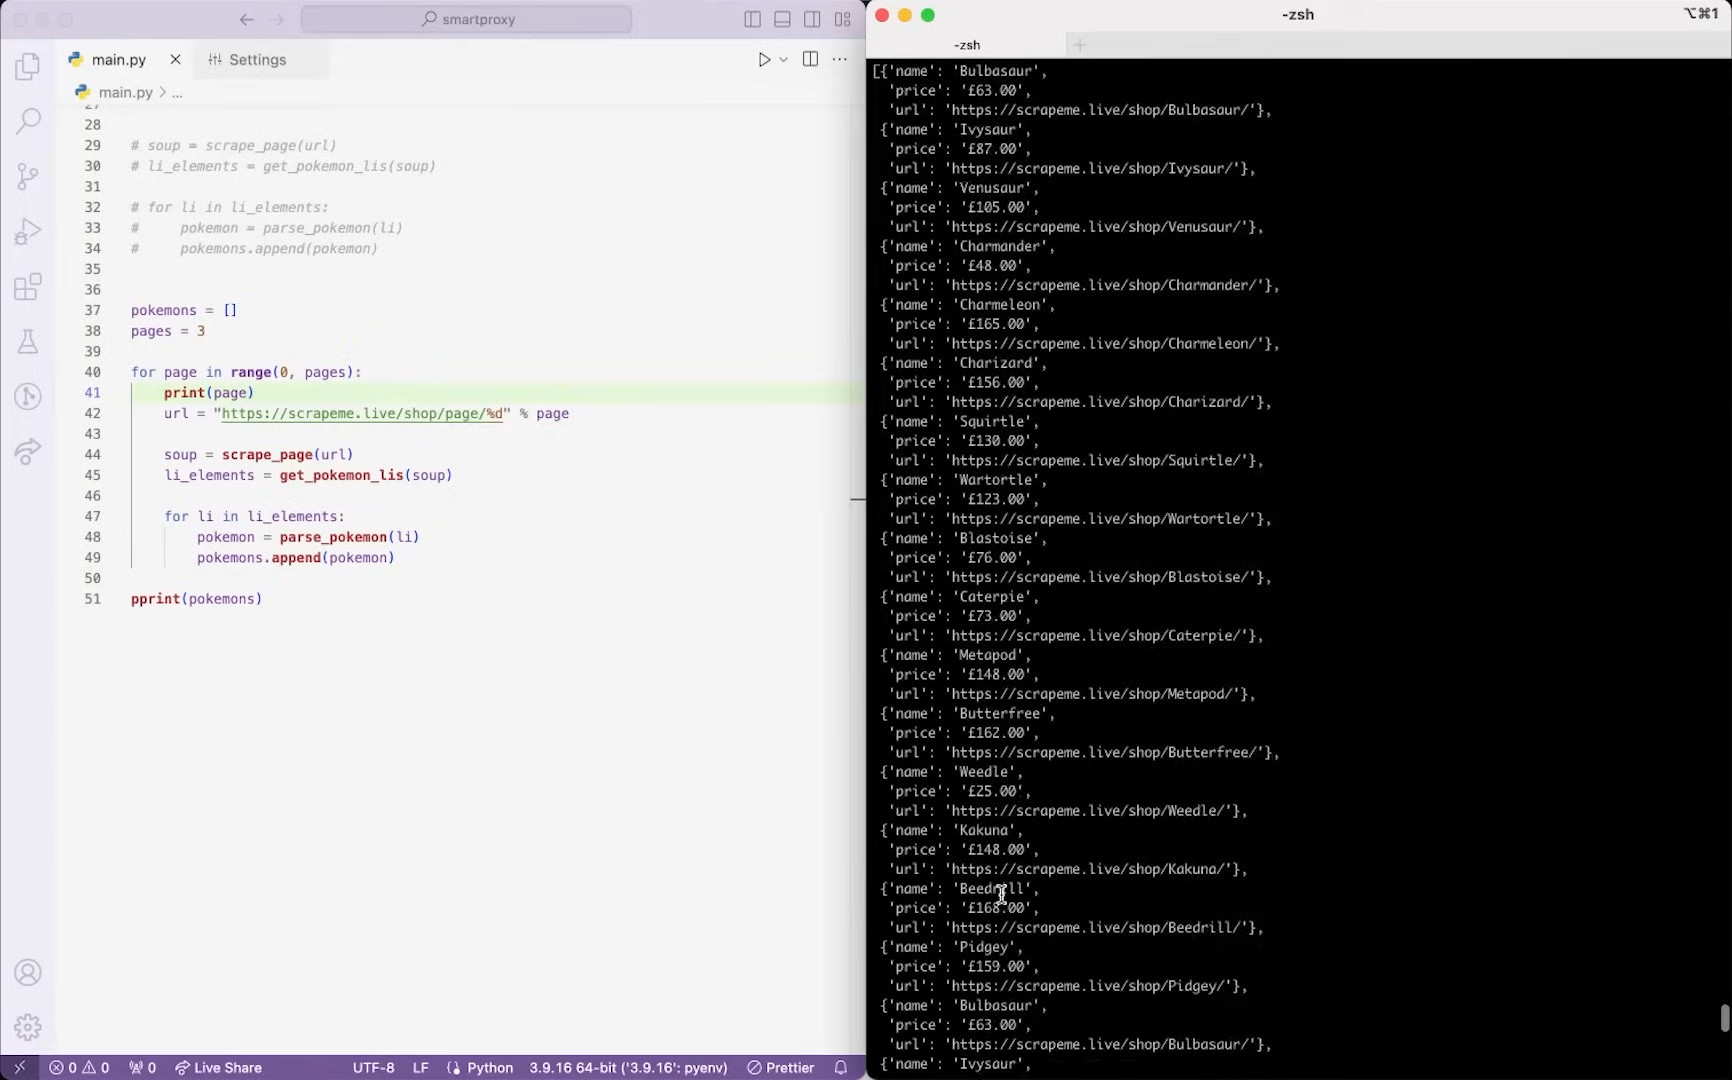 smartproxy
main.py
Settings
main.py > ...
27
28
29 # soup = scrape_page(url)
30 # li_elements = get_pokemon_lis(soup)
31
32 # for li in li_elements:
33 #     pokemon = parse_pokemon(li)
34 #     pokemons.append(pokemon)
35
36
37 pokemons = []
38 pages = 3
39
40 for page in range(0, pages):
41     print(page)
42     url = "https://scrapeme.live/shop/page/%d" % page
43
44     soup = scrape_page(url)
45     li_elements = get_pokemon_lis(soup)
46
47     for li in li_elements:
48         pokemon = parse_pokemon(li)
49         pokemons.append(pokemon)
50
51 pprint(pokemons)
0 0 0 Live Share UTF-8 LF Python 3.9.16 64-bit ('3.9.16': pyenv) Prettier
-zsh
⌥⌘1
-zsh
[{'name': 'Bulbasaur',
'price': '£63.00',
'url': 'https://scrapeme.live/shop/Bulbasaur/'},
{'name': 'Ivysaur',
'price': '£87.00',
'url': 'https://scrapeme.live/shop/Ivysaur/'},
{'name': 'Venusaur',
'price': '£105.00',
'url': 'https://scrapeme.live/shop/Venusaur/'},
{'name': 'Charmander',
'price': '£48.00',
'url': 'https://scrapeme.live/shop/Charmander/'},
{'name': 'Charmeleon',
'price': '£165.00',
'url': 'https://scrapeme.live/shop/Charmeleon/'},
{'name': 'Charizard',
'price': '£156.00',
'url': 'https://scrapeme.live/shop/Charizard/'},
{'name': 'Squirtle',
'price': '£130.00',
'url': 'https://scrapeme.live/shop/Squirtle/'},
{'name': 'Wartortle',
'price': '£123.00',
'url': 'https://scrapeme.live/shop/Wartortle/'},
{'name': 'Blastoise',
'price': '£76.00',
'url': 'https://scrapeme.live/shop/Blastoise/'},
{'name': 'Caterpie',
'price': '£73.00',
'url': 'https://scrapeme.live/shop/Caterpie/'},
{'name': 'Metapod',
'price': '£148.00',
'url': 'https://scrapeme.live/shop/Metapod/'},
{'name': 'Butterfree',
'price': '£162.00',
'url': 'https://scrapeme.live/shop/Butterfree/'},
{'name': 'Weedle',
'price': '£25.00',
'url': 'https://scrapeme.live/shop/Weedle/'},
{'name': 'Kakuna',
'price': '£148.00',
'url': 'https://scrapeme.live/shop/Kakuna/'},
{'name': 'Beedrill',
'price': '£168.00',
'url': 'https://scrapeme.live/shop/Beedrill/'},
{'name': 'Pidgey',
'price': '£159.00',
'url': 'https://scrapeme.live/shop/Pidgey/'},
{'name': 'Bulbasaur',
'price': '£63.00',
'url': 'https://scrapeme.live/shop/Bulbasaur/'},
{'name': 'Ivysaur',